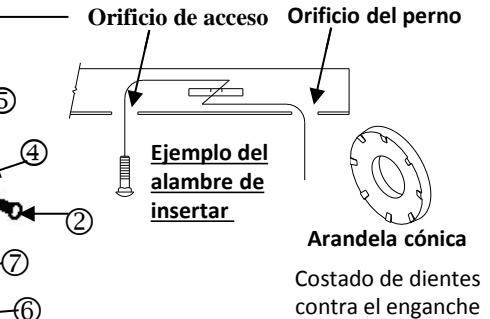 Orificio de acceso Orificio del perno
⑤
④
②
⑦
⑥
Ejemplo del
alambre de
insertar
Arandela cónica
Costado de dientes
contra el enganche